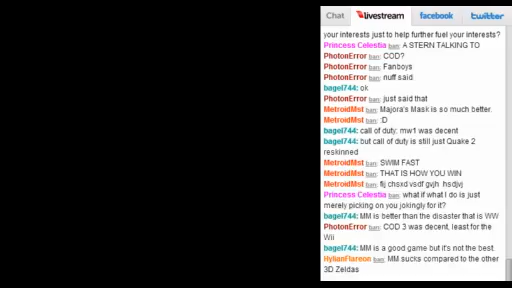 Chat livestream facebook twitter
your interests just to help further fuel your interests?
Princess Celestia ban: A STERN TALKING TO
PhotonError ban: COD?
PhotonError ban: Fanboys
PhotonError ban: nuff said
bagel744: ok
PhotonError ban: just said that
MetroidMst ban: Majora's Mask is so much better.
MetroidMst ban: :D
bagel744: call of duty: mw1 was decent
bagel744: but call of duty is still just Quake 2
reskinned
MetroidMst ban: SWIM FAST
MetroidMst ban: THAT IS HOW YOU WIN
MetroidMst ban: fij chsxd vsdf gvjh hsdjvj
Princess Celestia ban: what if what I do is just
merely picking on you jokingly for it?
bagel744: MM is better than the disaster that is WW
PhotonError ban: COD 3 was decent, least for the
Wii
bagel744: MM is a good game but it's not the best.
HylianFlareon ban: MM sucks compared to the other
3D Zeldas